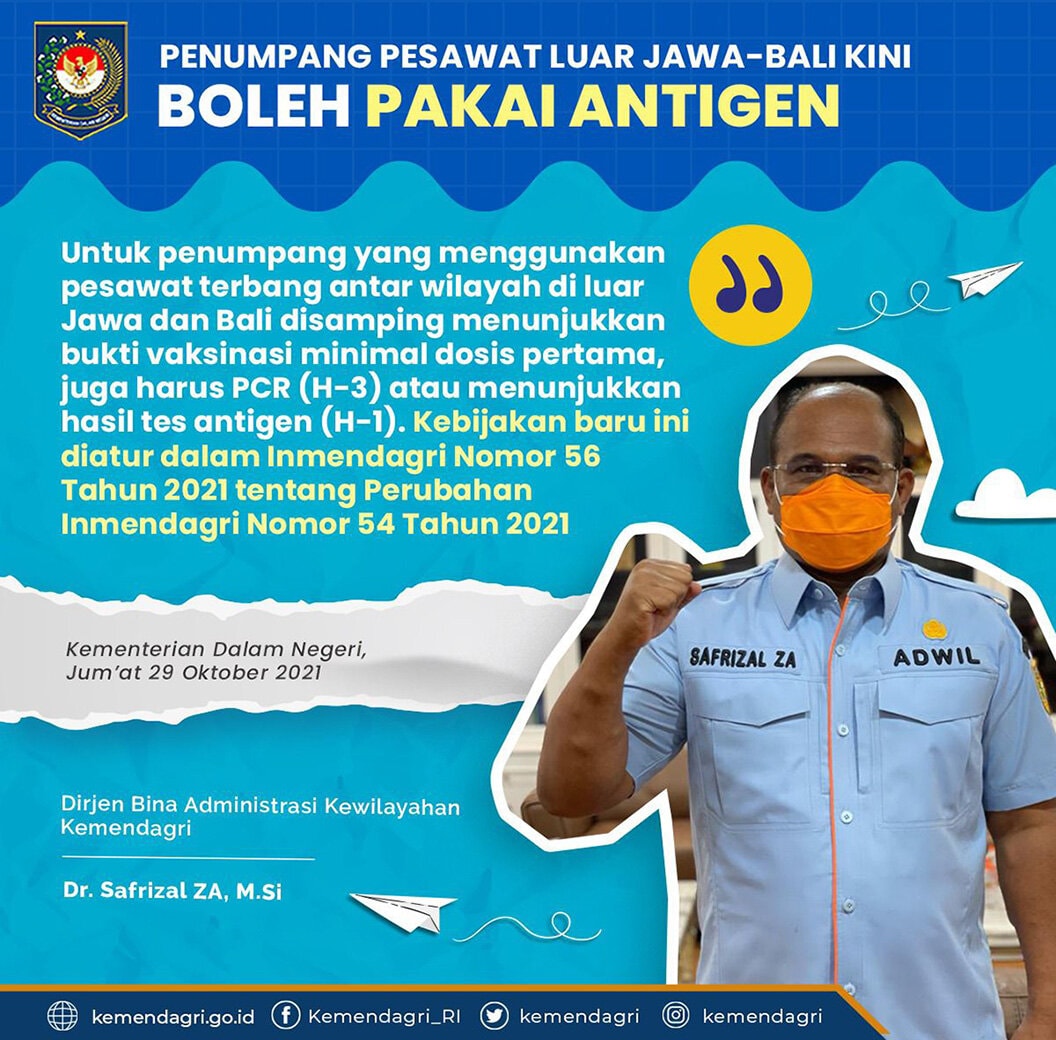 PENUMPANG PESAWAT LUAR JAWA-BALI KINI
BOLEH PAKAI ANTIGEN
Untuk penumpang yang menggunakan
pesawat terbang antar wilayah di luar
Jawa dan Bali disamping menunjukkan
bukti vaksinasi minimal dosis pertama,
juga harus PCR (H-3) atau menunjukkan
hasil tes antigen (H-1). Kebijakan baru ini
diatur dalam Inmendagri Nomor 56
Tahun 2021 tentang Perubahan
Inmendagri Nomor 54 Tahun 2021
Kementerian Dalam Negeri,
Jum'at 29 Oktober 2021
SAFRIZAL ZA
ADWIL
Dirjen Bina Administrasi Kewilayahan
Kemendagri
Dr. Safrizal ZA, M.Si
kemendagri.go.id Kemendagri_RI kemendagri kemendagri